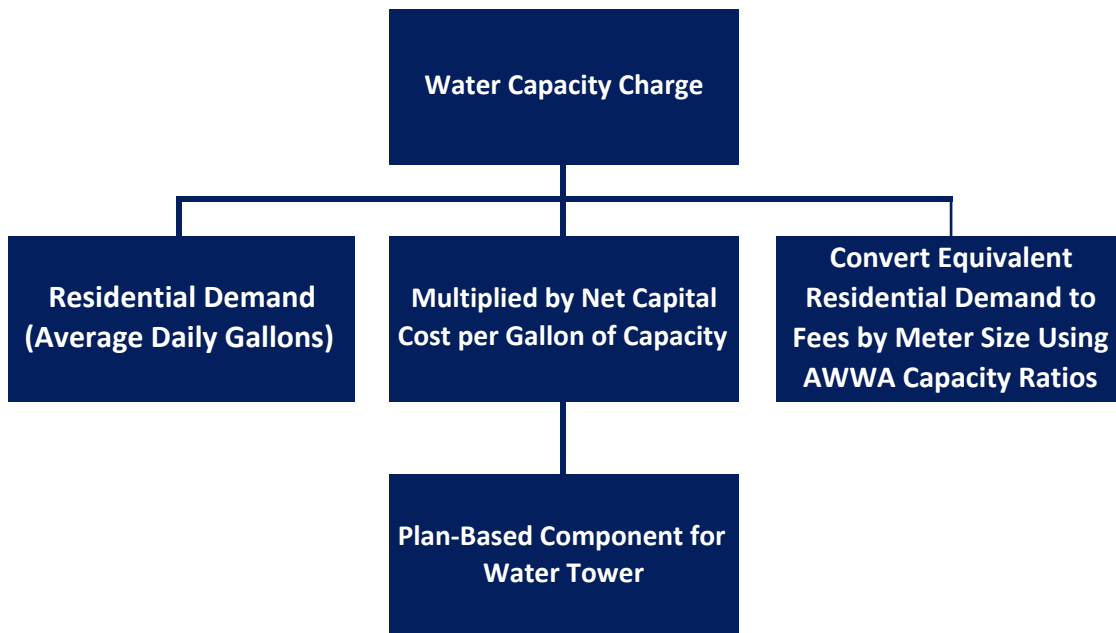 Water Capacity Charge
Residential Demand
(Average Daily Gallons)
Multiplied by Net Capital
Cost per Gallon of Capacity
Convert Equivalent
Residential Demand to
Fees by Meter Size Using
AWWA Capacity Ratios
Plan-Based Component for
Water Tower